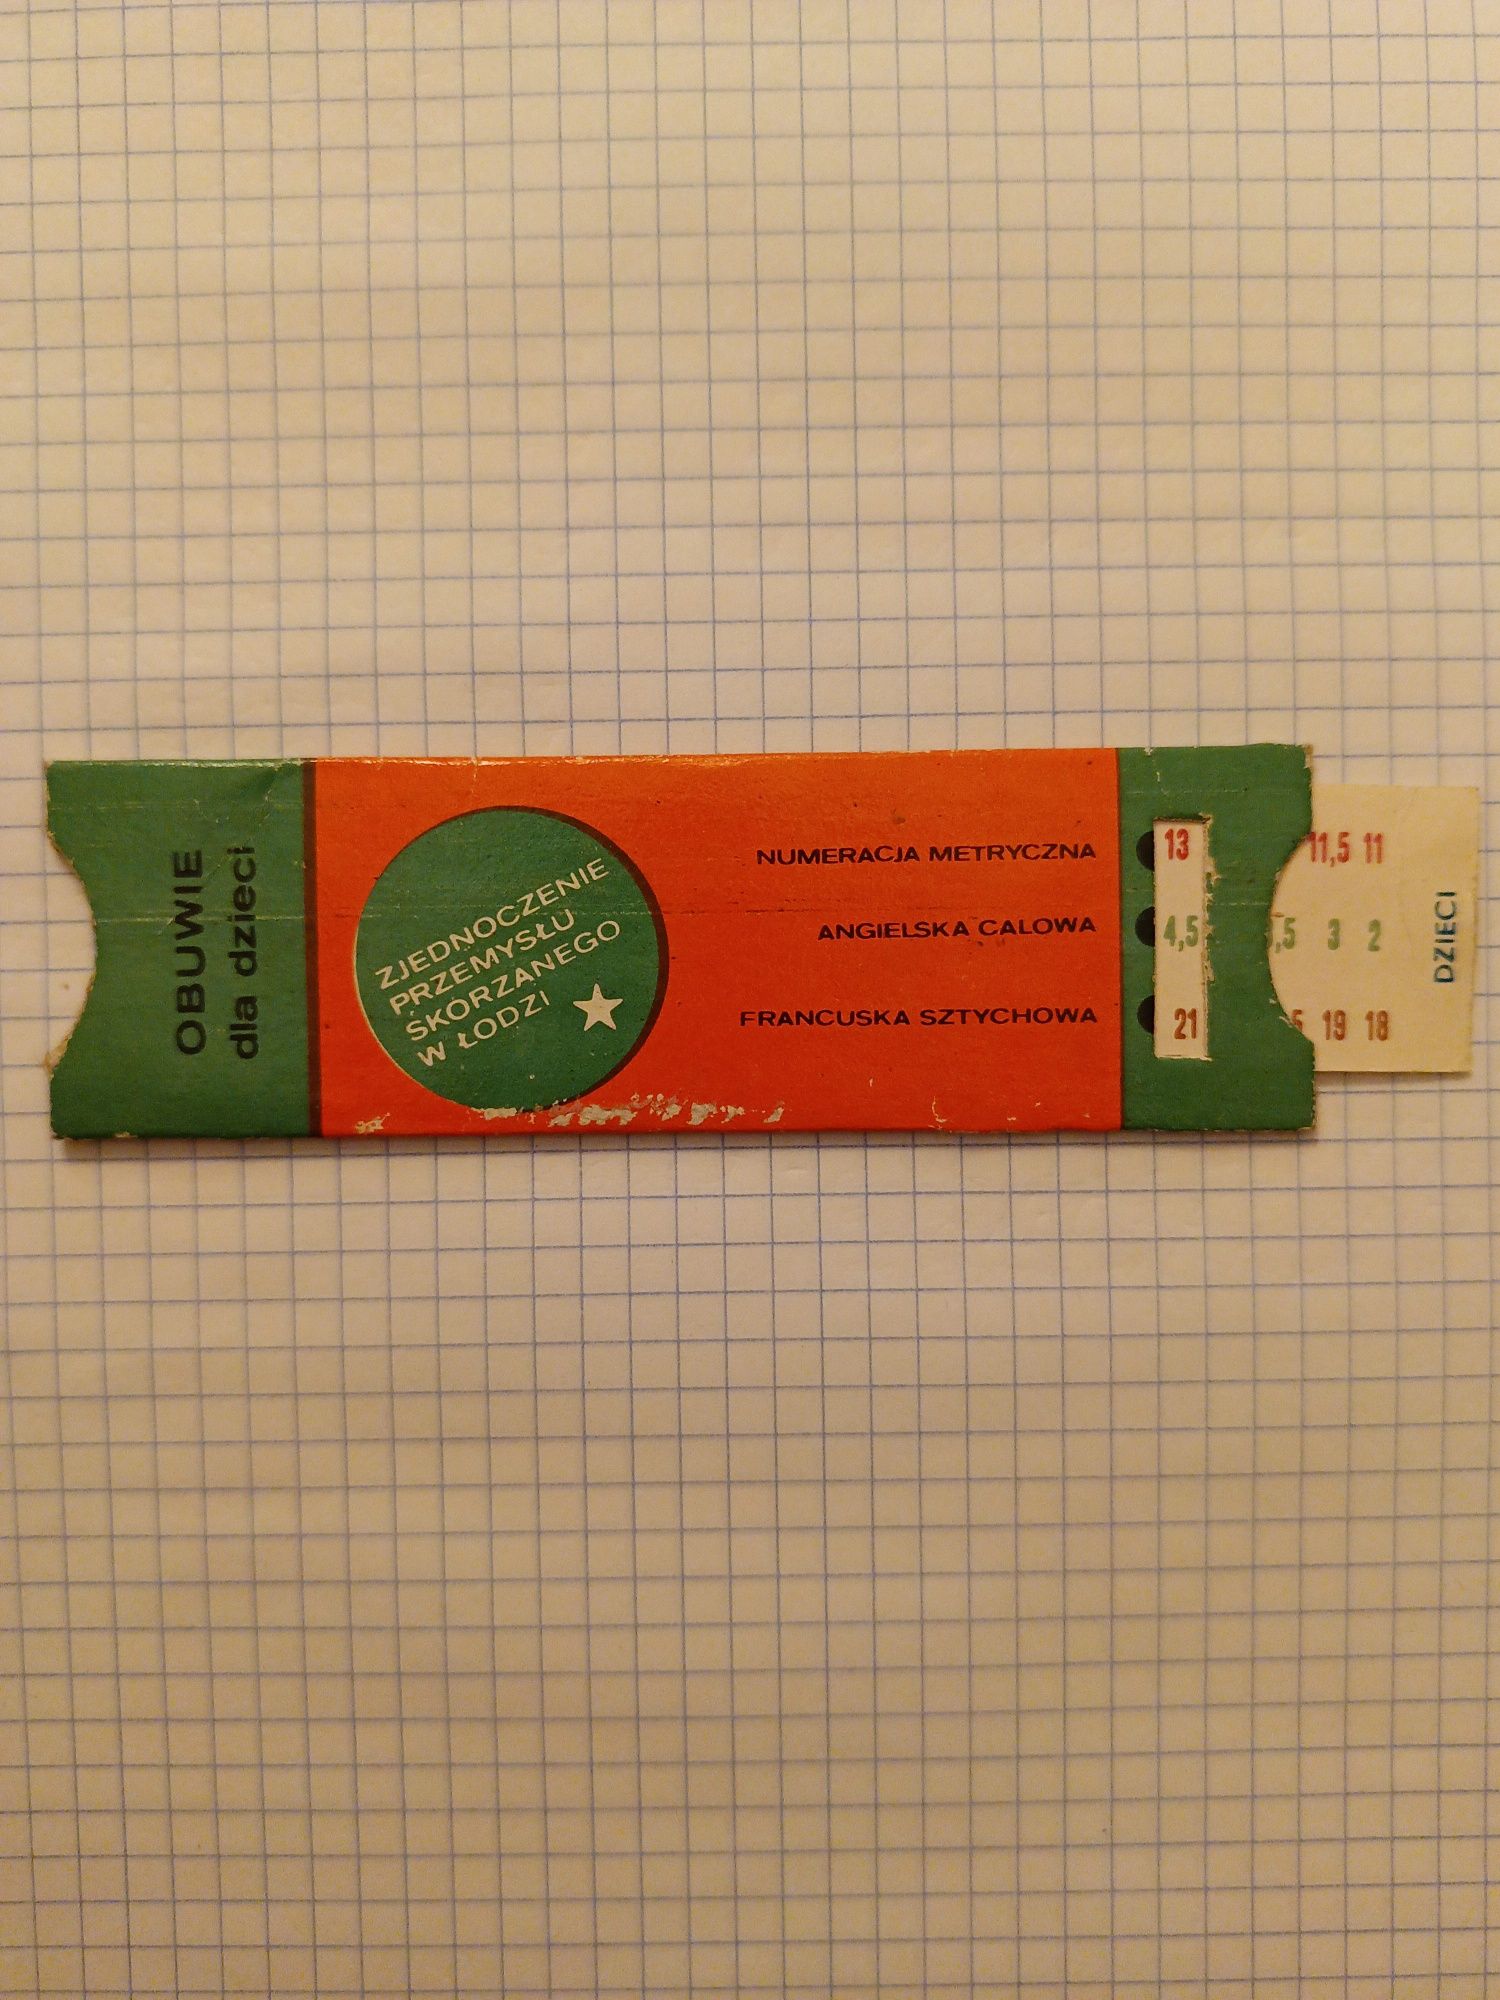 OBUWIE
dla dzieci
ZJEDNOCZENIE
PRZEMYSŁU
SKÓRZANEGO
W ŁODZI
NUMERACJA METRYCZNA 13 11,5 11
ANGIELSKA CALOWA 4,5 ,5 3 2
FRANCUSKA SZTYCHOWA 21 19 18
DZIECI